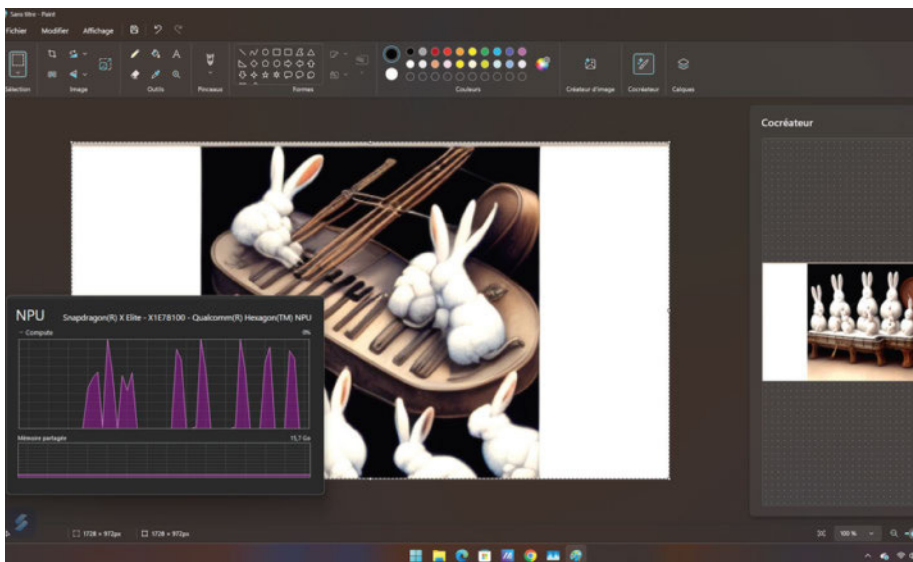 Sans titre - Paint
Fichier Modifier Affichage
Sélection Image Outils Pinceaux Formes Couleurs Créateur d'image Cocréateur Calques
Cocréateur
NPU Snapdragon(R) X Elite - X1E78100 - Qualcomm(R) Hexagon(TM) NPU
Compute 0%
Mémoire partagée 15,7 Go
1728 × 972px 1728 × 972px 100 %